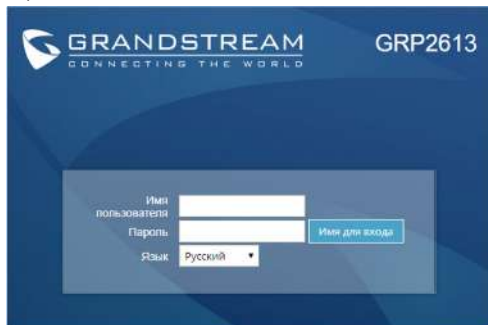 GRANDSTREAM
CONNECTING THE WORLD
GRP2613
Имя
пользователя
Пароль
Имя для входа
Язык
Русский